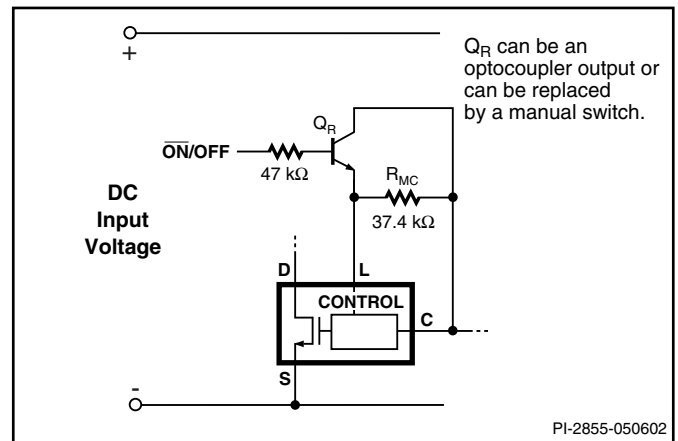 +
Q_R can be an
optocoupler output or
can be replaced
by a manual switch.
Q_R
O̅N̅/OFF
47 kΩ
R_MC
37.4 kΩ
DC
Input
Voltage
D
L
CONTROL
C
S
-
PI-2855-050602